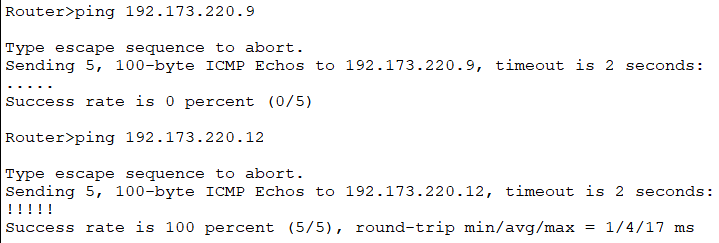 Router>ping 192.173.220.9
Type escape sequence to abort.
Sending 5, 100-byte ICMP Echos to 192.173.220.9, timeout is 2 seconds:
.....
Success rate is 0 percent (0/5)
Router>ping 192.173.220.12
Type escape sequence to abort.
Sending 5, 100-byte ICMP Echos to 192.173.220.12, timeout is 2 seconds:
!!!!!
Success rate is 100 percent (5/5), round-trip min/avg/max = 1/4/17 ms